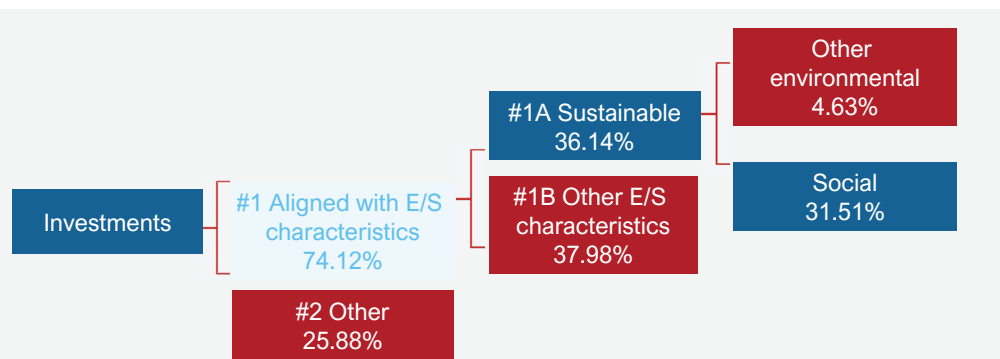 Investments
#1 Aligned with E/S
characteristics
74.12%
#2 Other
25.88%
#1A Sustainable
36.14%
#1B Other E/S
characteristics
37.98%
Other
environmental
4.63%
Social
31.51%